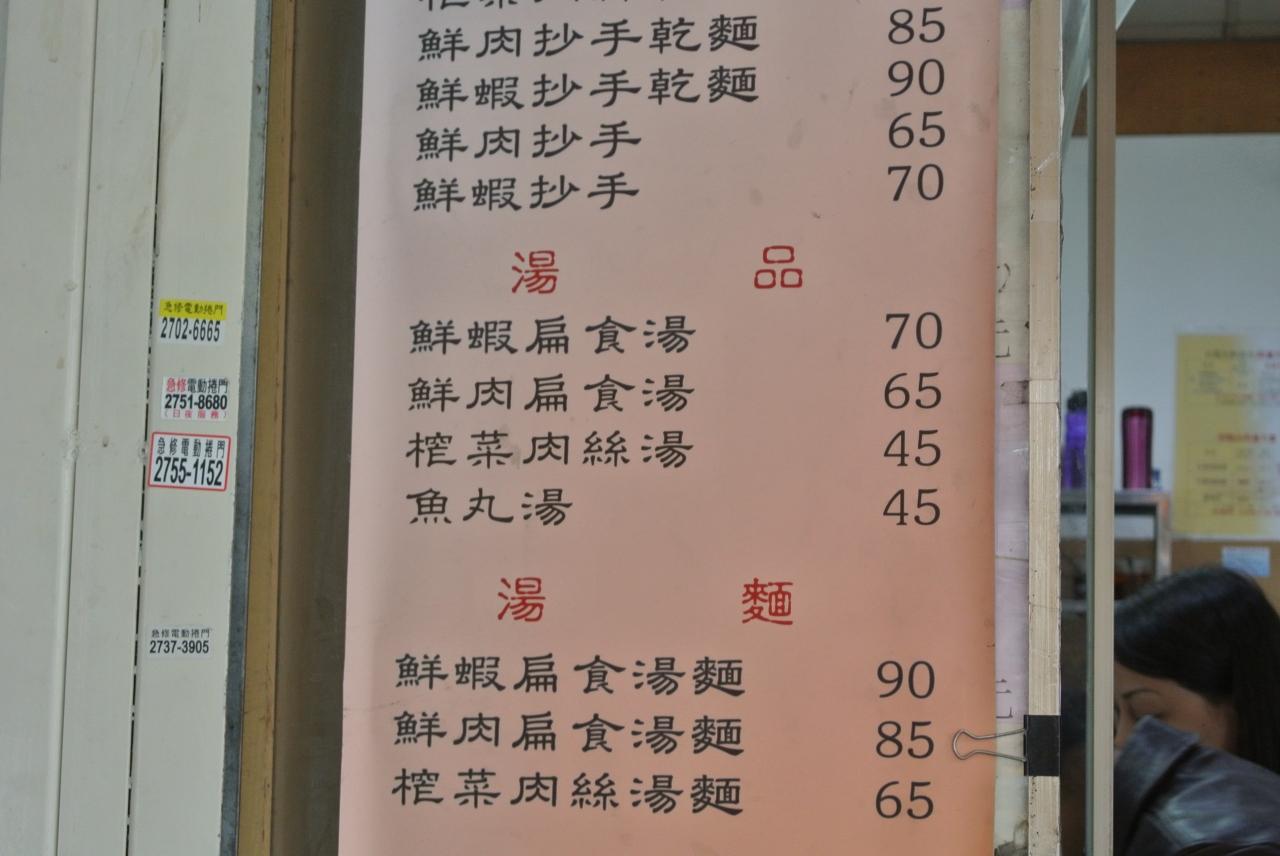 鮮肉抄手乾麵 85
鮮蝦抄手乾麵 90
鮮肉抄手 65
鮮蝦抄手 70
湯 品
鮮蝦扁食湯 70
鮮肉扁食湯 65
榨菜肉絲湯 45
魚丸湯 45
湯 麵
鮮蝦扁食湯麵 90
鮮肉扁食湯麵 85
榨菜肉絲湯麵 65
急修電動捲門
2702-6665
急修電動捲門
2751-8680
(日夜服務)
急修電動捲門
2755-1152
急修電動捲門
2737-3905